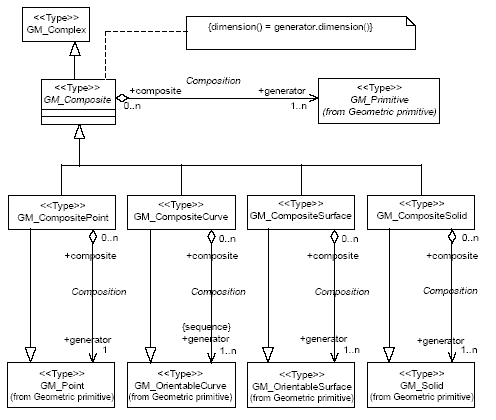 <<Type>>
GM_Complex
{dimension() = generator.dimension()}
<<Type>>
GM_Composite
Composition
+composite
0..n
+generator
1..n
<<Type>>
GM_Primitive
(from Geometric primitive)
<<Type>>
GM_CompositePoint
<<Type>>
GM_CompositeCurve
<<Type>>
GM_CompositeSurface
<<Type>>
GM_CompositeSolid
0..n
+composite
0..n
+composite
0..n
+composite
0..n
+composite
Composition
Composition
Composition
Composition
+generator
1
{sequence}
+generator
1..n
+generator
1..n
+generator
1..n
<<Type>>
GM_Point
(from Geometric primitive)
<<Type>>
GM_OrientableCurve
(from Geometric primitive)
<<Type>>
GM_OrientableSurface
(from Geometric primitive)
<<Type>>
GM_Solid
(from Geometric primitive)